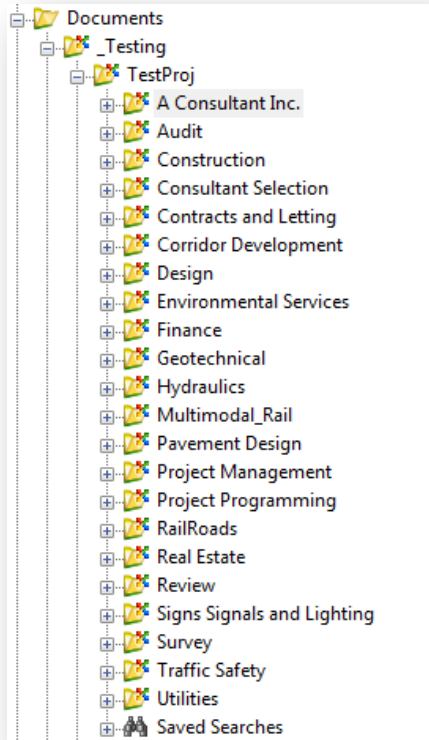 Documents
_Testing
TestProj
A Consultant Inc.
Audit
Construction
Consultant Selection
Contracts and Letting
Corridor Development
Design
Environmental Services
Finance
Geotechnical
Hydraulics
Multimodal_Rail
Pavement Design
Project Management
Project Programming
RailRoads
Real Estate
Review
Signs Signals and Lighting
Survey
Traffic Safety
Utilities
Saved Searches